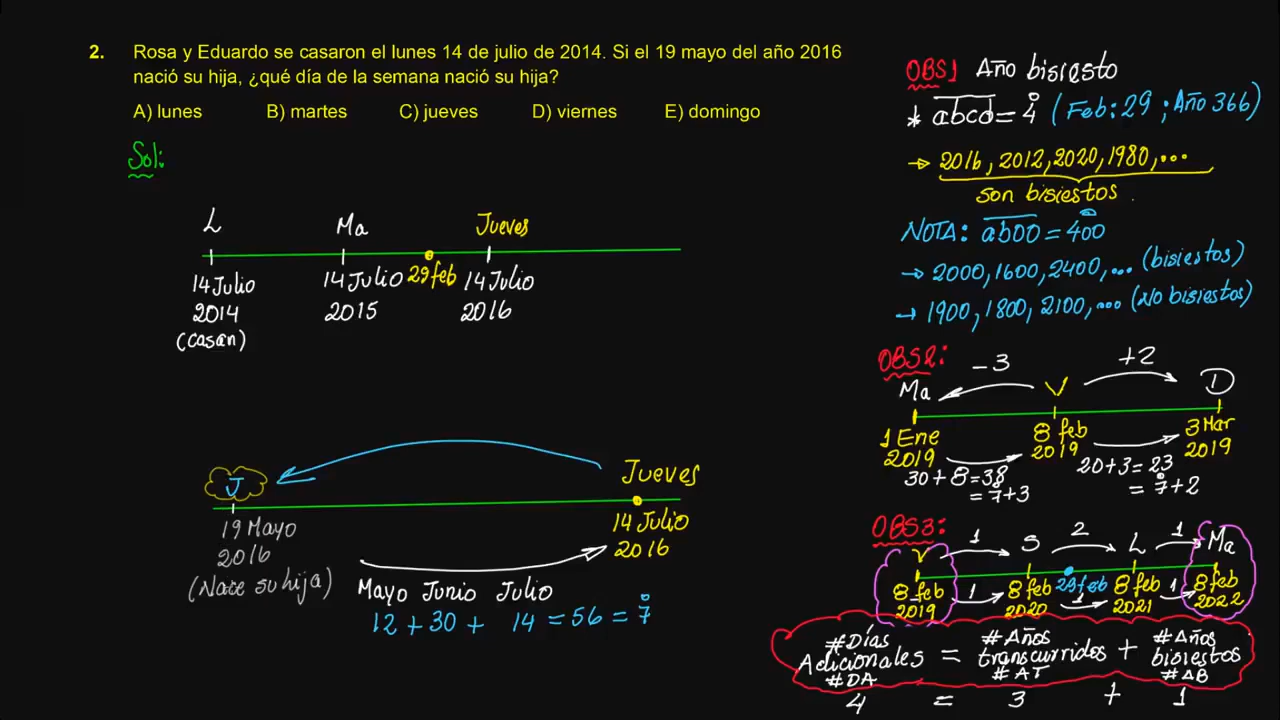 2. Rosa y Eduardo se casaron el lunes 14 de julio de 2014. Si el 19 mayo del año 2016
nació su hija, ¿qué día de la semana nació su hija?
A) lunes B) martes C) jueves D) viernes E) domingo
Sol:
L Ma Jueves
14 Julio 14 Julio 29 feb 14 Julio
2014 2015 2016
(casan)
J Jueves
19 Mayo 14 Julio
2016 2016
(Nace su hija) Mayo Junio Julio
12 + 30 + 14 = 56 = 7̊
OBS1 Año bisiesto
* abcd = 4̊ (Feb: 29 ; Año 366)
→ 2016, 2012, 2020, 1980, ...
son bisiestos
NOTA: ab00 = 400̊
→ 2000, 1600, 2400, ... (bisiestos)
→ 1900, 1800, 2100, ... (No bisiestos)
OBS2:
-3 +2
Ma V D
1 Ene 8 feb 3 Mar
2019 2019 2019
30 + 8 = 38 20 + 3 = 23
= 7̊ + 3 = 7̊ + 2
OBS3:
1 2 1
V S L Ma
8 feb 8 feb 29 feb 8 feb 8 feb
1 1 1
2019 2020 2021 2022
#Días #Años #Años
Adicionales = transcurridos + bisiestos
#DA #AT #AB
4 = 3 + 1